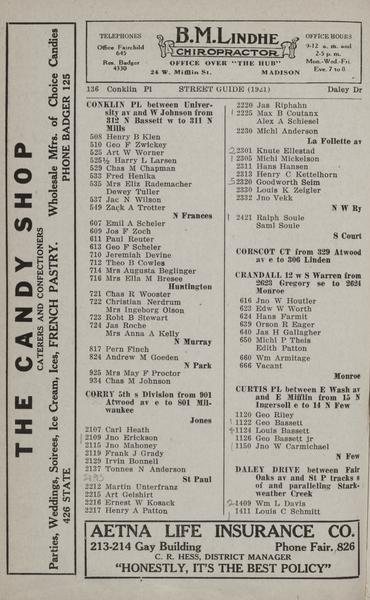 THE CANDY SHOP
CATERERS AND CONFECTIONERS
Wholesale Mfrs. of Choice Candies
Parties, Weddings, Soirees, Ice Cream, Ices, FRENCH PASTRY.
426 STATE
PHONE BADGER 125
TELEPHONES
Office Fairchild
645
Res. Badger
4330
B.M. LINDHE
CHIROPRACTOR
OFFICE OVER "THE HUB"
24 W. Mifflin St. MADISON
OFFICE HOURS
9-12 a. m. and
2-5 p. m.
Mon.-Wed.-Fri.
Eve. 7 to 8
136 Conklin Pl STREET GUIDE (1921) Daley Dr
CONKLIN PL between Univer-
sity av and W Johnson from
312 N Bassett w to 311 N
Mills
508 Henry B Klen
510 Geo F Zwickey
525 Art W Worner
525½ Harry L Larsen
529 Chas M Chapman
533 Fred Henika
535 Mrs Eliz Rademacher
Dewey Tuller
537 Jac N Wilson
549 Zack A Trotter
N Frances
607 Emil A Scheler
609 Jos F Zoch
611 Paul Reuter
613 Geo F Scheler
710 Jeremiah Devine
712 Theo B Cowles
714 Mrs Augusta Beglinger
716 Mrs Ella M Bresee
Huntington
721 Chas R Wooster
722 Christian Nerdrum
Mrs Ingeborg Olson
723 Robt B Stewart
724 Jas Roche
Mrs Anna A Kelly
N Murray
817 Pern Finch
824 Andrew M Goeden
N Park
925 Mrs May F Proctor
934 Chas M Johnson
CORRY 5th s Division from 901
Atwood av e to 801 Mil-
waukee
Jones
2107 Carl Heath
2109 Jno Erickson
2115 Jno Mahoney
2119 Frank J Grady
2129 Irvin Bonnell
2137 Tonnes N Anderson
St Paul
2212 Martin Unterfranz
2215 Art Gelshirt
2216 Ernest W Kosack
2217 Henry A Patton
2220 Jas Riphahn
2225 Max B Coutanx
Alex A Schiesel
2230 Michl Anderson
La Follette av
2301 Knute Ellestad
2305 Michl Mickelson
2311 Hans Hansen
2313 Henry C Kettelhorn
2320 Goodworth Seim
2330 Louis K Zeigler
2332 Jno Vekk
N W Ry
2421 Ralph Soule
Saml Soule
S Court
CORSCOT CT from 329 Atwood
av e to 306 Linden
CRANDALL 12 w S Warren from
2623 Gregory se to 2624
Monroe
616 Jno W Houtler
623 Edw W Worth
624 Hans Farmit
639 Orson R Eager
640 Jas H Gallagher
650 Michl P Theis
Edith Patton
660 Wm Armitage
666 Vacant
Monroe
CURTIS PL between E Wash av
and E Mifflin from 15 N
Ingersoll e to 14 N Few
1120 Geo Riley
1122 Geo Bassett
1124 Louis Bassett
1126 Geo Bassett jr
1150 Jno W Carmichael
N Few
DALEY DRIVE between Fair
Oaks av and St P tracks s
of and paralleling Stark-
weather Creek
1409 Wm L Davis
1411 Louis C Schmitt
AETNA LIFE INSURANCE CO.
213-214 Gay Building Phone Fair. 826
C. R. HESS, DISTRICT MANAGER
"HONESTLY, IT'S THE BEST POLICY"